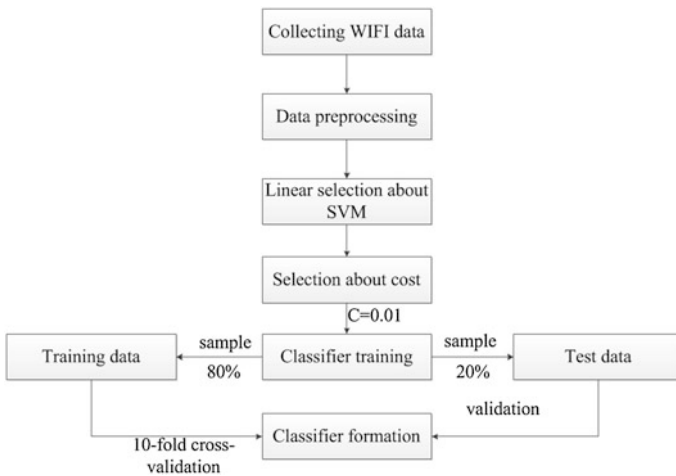 Collecting WIFI data
Data preprocessing
Linear selection about
SVM
Selection about cost
C=0.01
sample
sample
Training data
Classifier training
Test data
80%
20%
validation
10-fold cross-
validation
Classifier formation